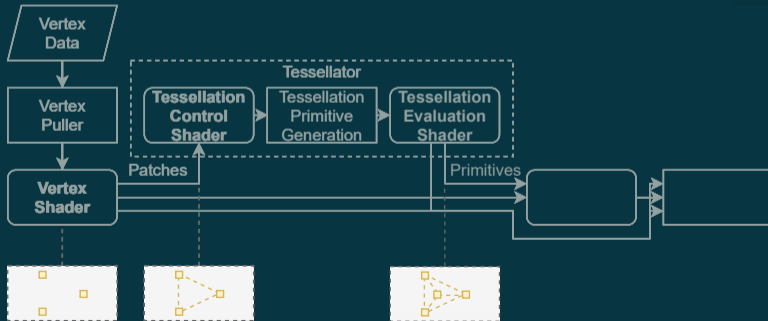 Vertex
Data
Vertex
Puller
Vertex
Shader
Tessellator
Tessellation
Control
Shader
Tessellation
Primitive
Generation
Tessellation
Evaluation
Shader
Patches
Primitives